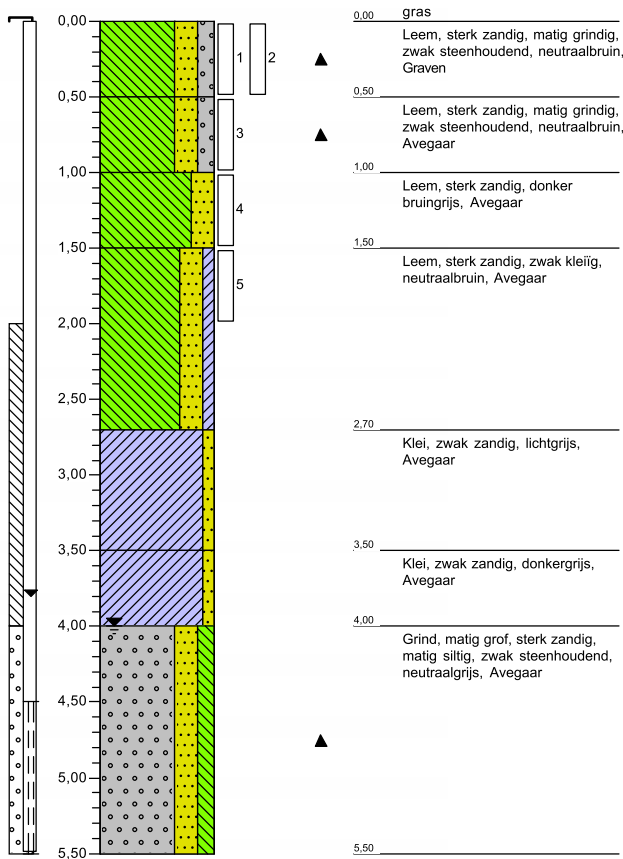 gras
0,00
0,00
Leem, sterk zandig, matig grindig,
zwak steenhoudend, neutraalbruin,
Graven
1
2
0,50
0,50
Leem, sterk zandig, matig grindig,
zwak steenhoudend, neutraalbruin,
Avegaar
3
1,00
1,00
Leem, sterk zandig, donker
bruingrijs, Avegaar
4
1,50
1,50
Leem, sterk zandig, zwak kleiïg,
neutraalbruin, Avegaar
5
2,00
2,50
2,70
Klei, zwak zandig, lichtgrijs,
Avegaar
3,00
3,50
3,50
Klei, zwak zandig, donkergrijs,
Avegaar
4,00
4,00
Grind, matig grof, sterk zandig,
matig siltig, zwak steenhoudend,
neutraalgrijs, Avegaar
4,50
5,00
5,50
5,50